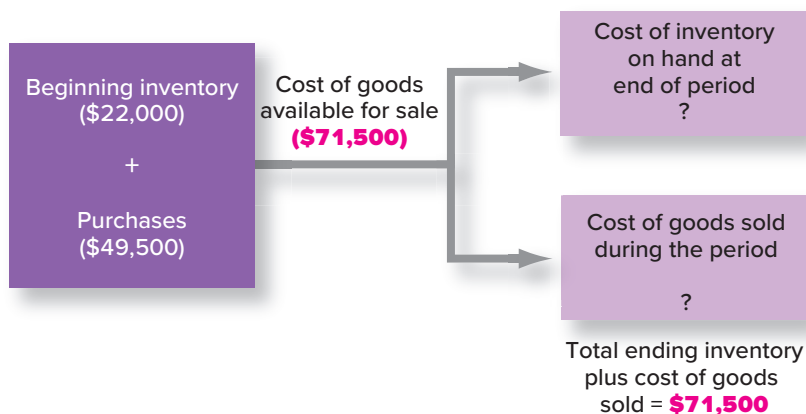 Beginning inventory
($22,000)
+
Purchases
($49,500)
Cost of goods
available for sale
($71,500)
Cost of inventory
on hand at
end of period
?
Cost of goods sold
during the period
?
Total ending inventory
plus cost of goods
sold = $71,500